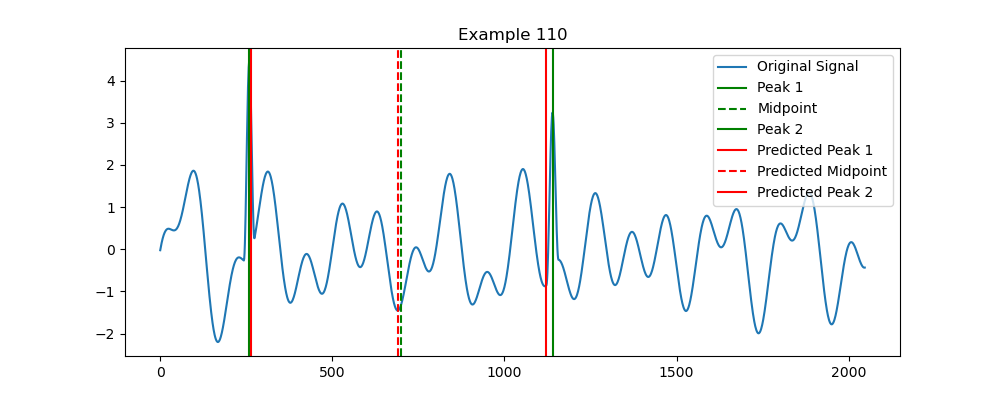 Example 110
Original Signal
Peak 1
Midpoint
Peak 2
Predicted Peak 1
Predicted Midpoint
Predicted Peak 2
4
3
2
1
0
−1
−2
0 500 1000 1500 2000